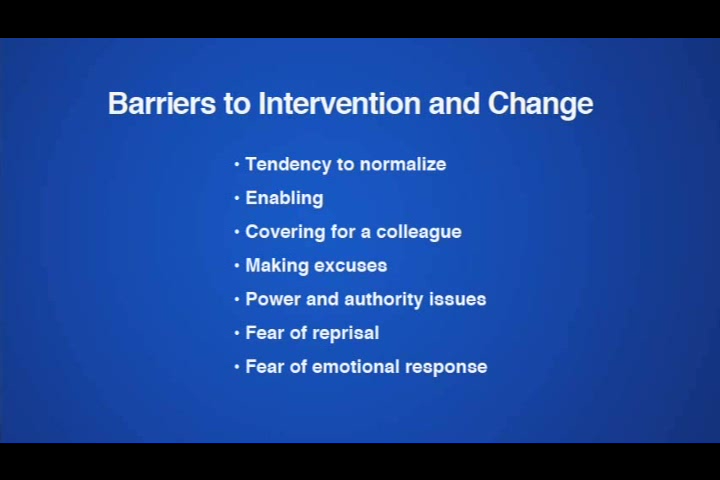 Barriers to Intervention and Change
• Tendency to normalize
• Enabling
• Covering for a colleague
• Making excuses
• Power and authority issues
• Fear of reprisal
• Fear of emotional response